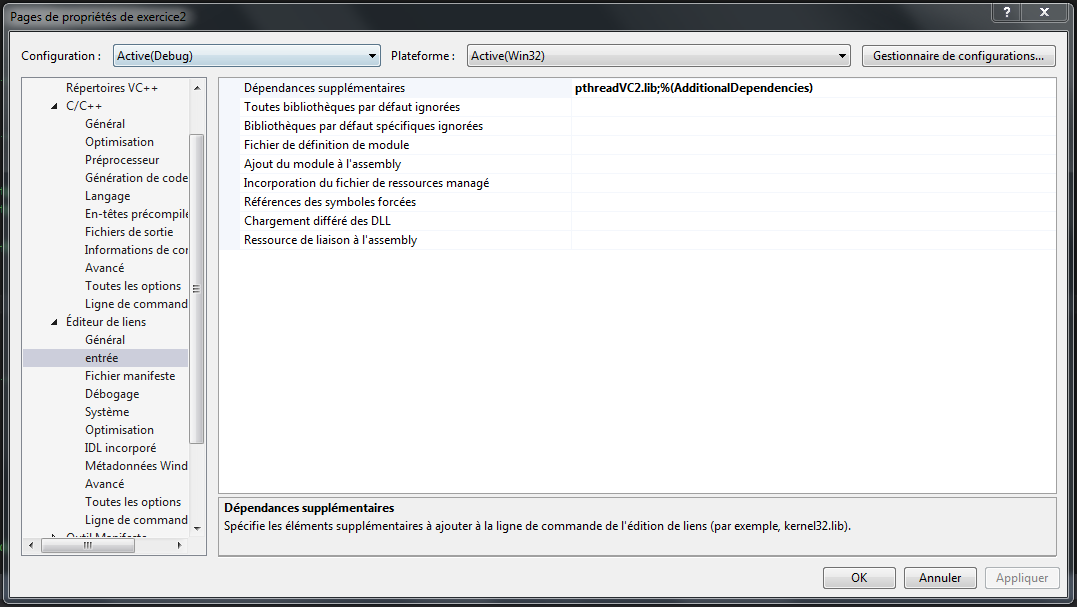 Pages de propriétés de exercice2
Configuration : Active(Debug) Plateforme : Active(Win32) Gestionnaire de configurations...
Répertoires VC++
C/C++
Général
Optimisation
Préprocesseur
Génération de code
Langage
En-têtes précompilé
Fichiers de sortie
Informations de cor
Avancé
Toutes les options
Ligne de command
Éditeur de liens
Général
entrée
Fichier manifeste
Débogage
Système
Optimisation
IDL incorporé
Métadonnées Wind
Avancé
Toutes les options
Ligne de command
Outil Manifeste
Dépendances supplémentaires pthreadVC2.lib;%(AdditionalDependencies)
Toutes bibliothèques par défaut ignorées
Bibliothèques par défaut spécifiques ignorées
Fichier de définition de module
Ajout du module à l'assembly
Incorporation du fichier de ressources managé
Références des symboles forcées
Chargement différé des DLL
Ressource de liaison à l'assembly
Dépendances supplémentaires
Spécifie les éléments supplémentaires à ajouter à la ligne de commande de l'édition de liens (par exemple, kernel32.lib).
OK Annuler Appliquer